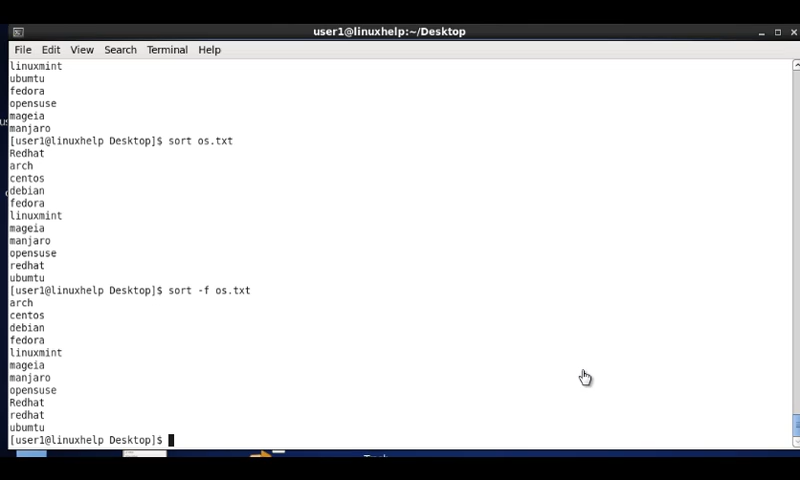 user1@linuxhelp:~/Desktop
File Edit View Search Terminal Help
linuxmint
ubumtu
fedora
opensuse
mageia
manjaro
[user1@linuxhelp Desktop]$ sort os.txt
Redhat
arch
centos
debian
fedora
linuxmint
mageia
manjaro
opensuse
redhat
ubumtu
[user1@linuxhelp Desktop]$ sort -f os.txt
arch
centos
debian
fedora
linuxmint
mageia
manjaro
opensuse
Redhat
redhat
ubumtu
[user1@linuxhelp Desktop]$